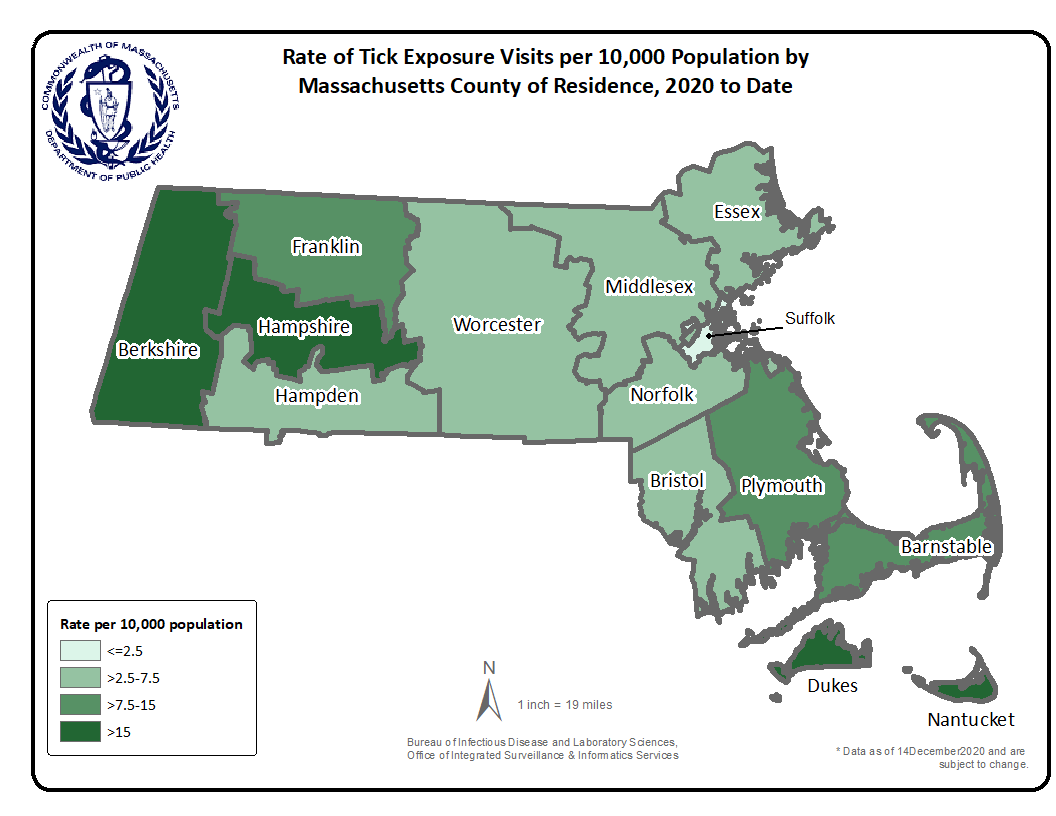 COMMONWEALTH OF MASSACHUSETTS
DEPARTMENT OF PUBLIC HEALTH
Rate of Tick Exposure Visits per 10,000 Population by
Massachusetts County of Residence, 2020 to Date
Essex
Franklin
Middlesex
Suffolk
Hampshire
Worcester
Berkshire
Hampden
Norfolk
Bristol
Plymouth
Barnstable
Dukes
Nantucket
Rate per 10,000 population
<=2.5
>2.5-7.5
>7.5-15
>15
N
1 inch = 19 miles
Bureau of Infectious Disease and Laboratory Sciences,
Office of Integrated Surveillance & Informatics Services
* Data as of 14December2020 and are
subject to change.